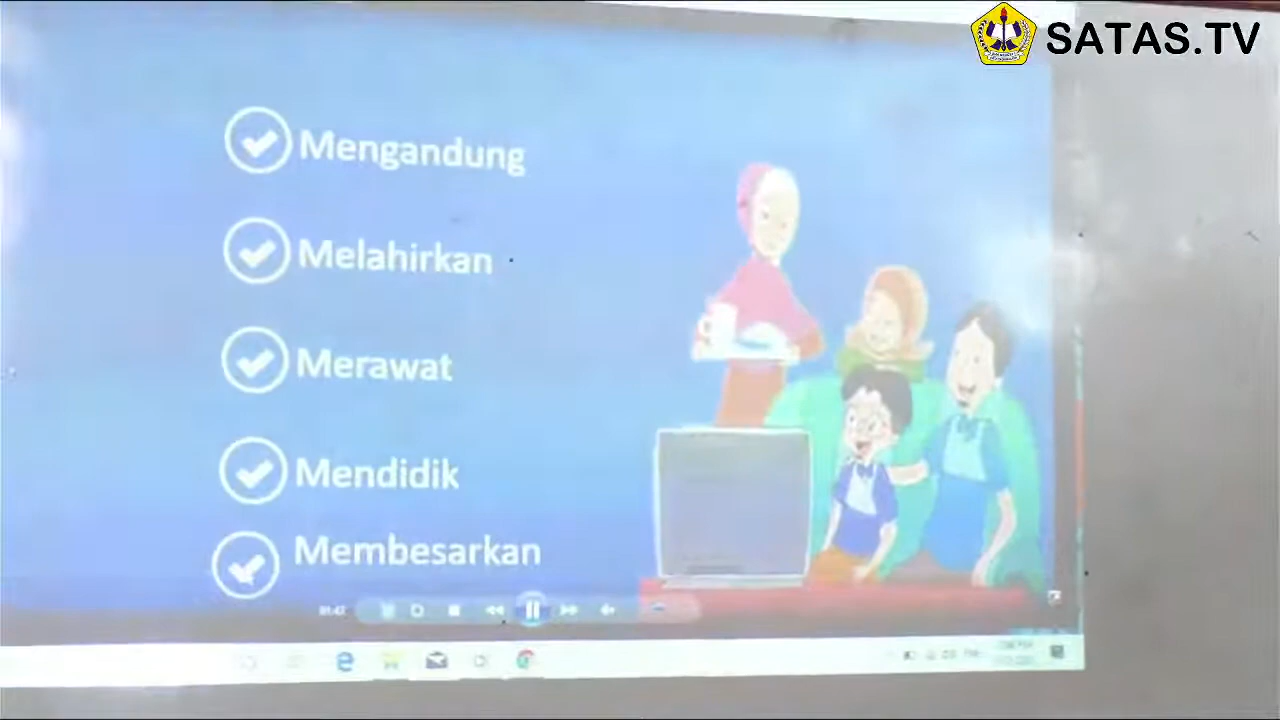 SATAS.TV
Mengandung
Melahirkan
Merawat
Mendidik
Membesarkan